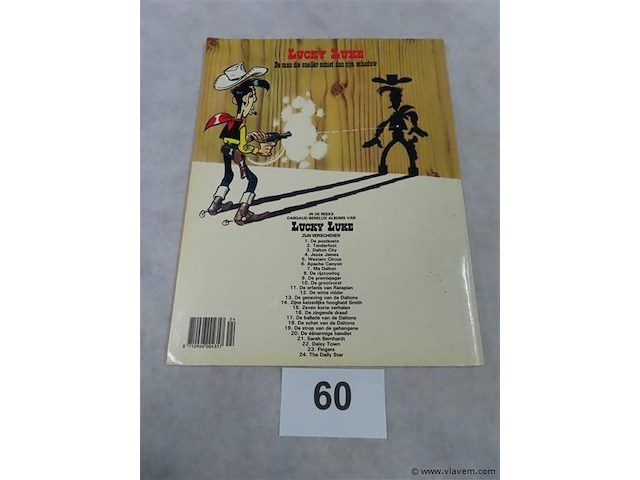 LUCKY LUKE
De man die sneller schiet dan zijn schaduw
IN DE REEKS
DARGAUD BENELUX ALBUMS VAN
LUCKY LUKE
ZIJN VERSCHENEN
1. De postkoets
2. Tenderfoot
3. Dalton City
4. Jesse James
5. Western Circus
6. Apache Canyon
7. Ma Dalton
8. De rijstoorlog
9. De premiejager
10. De grootvorst
11. De erfenis van Rataplan
12. De witte ridder
13. De genezing van de Daltons
14. Zijne keizerlijke hoogheid Smith
15. Zeven korte verhalen
16. De zingende draad
17. De ballade van de Daltons
18. De schat van de Daltons
19. De strop van de gehangene
20. De éénarmige bandiet
21. Sarah Bernhardt
22. Daisy Town
23. Fingers
24. The Daily Star
60
© www.vlavem.com